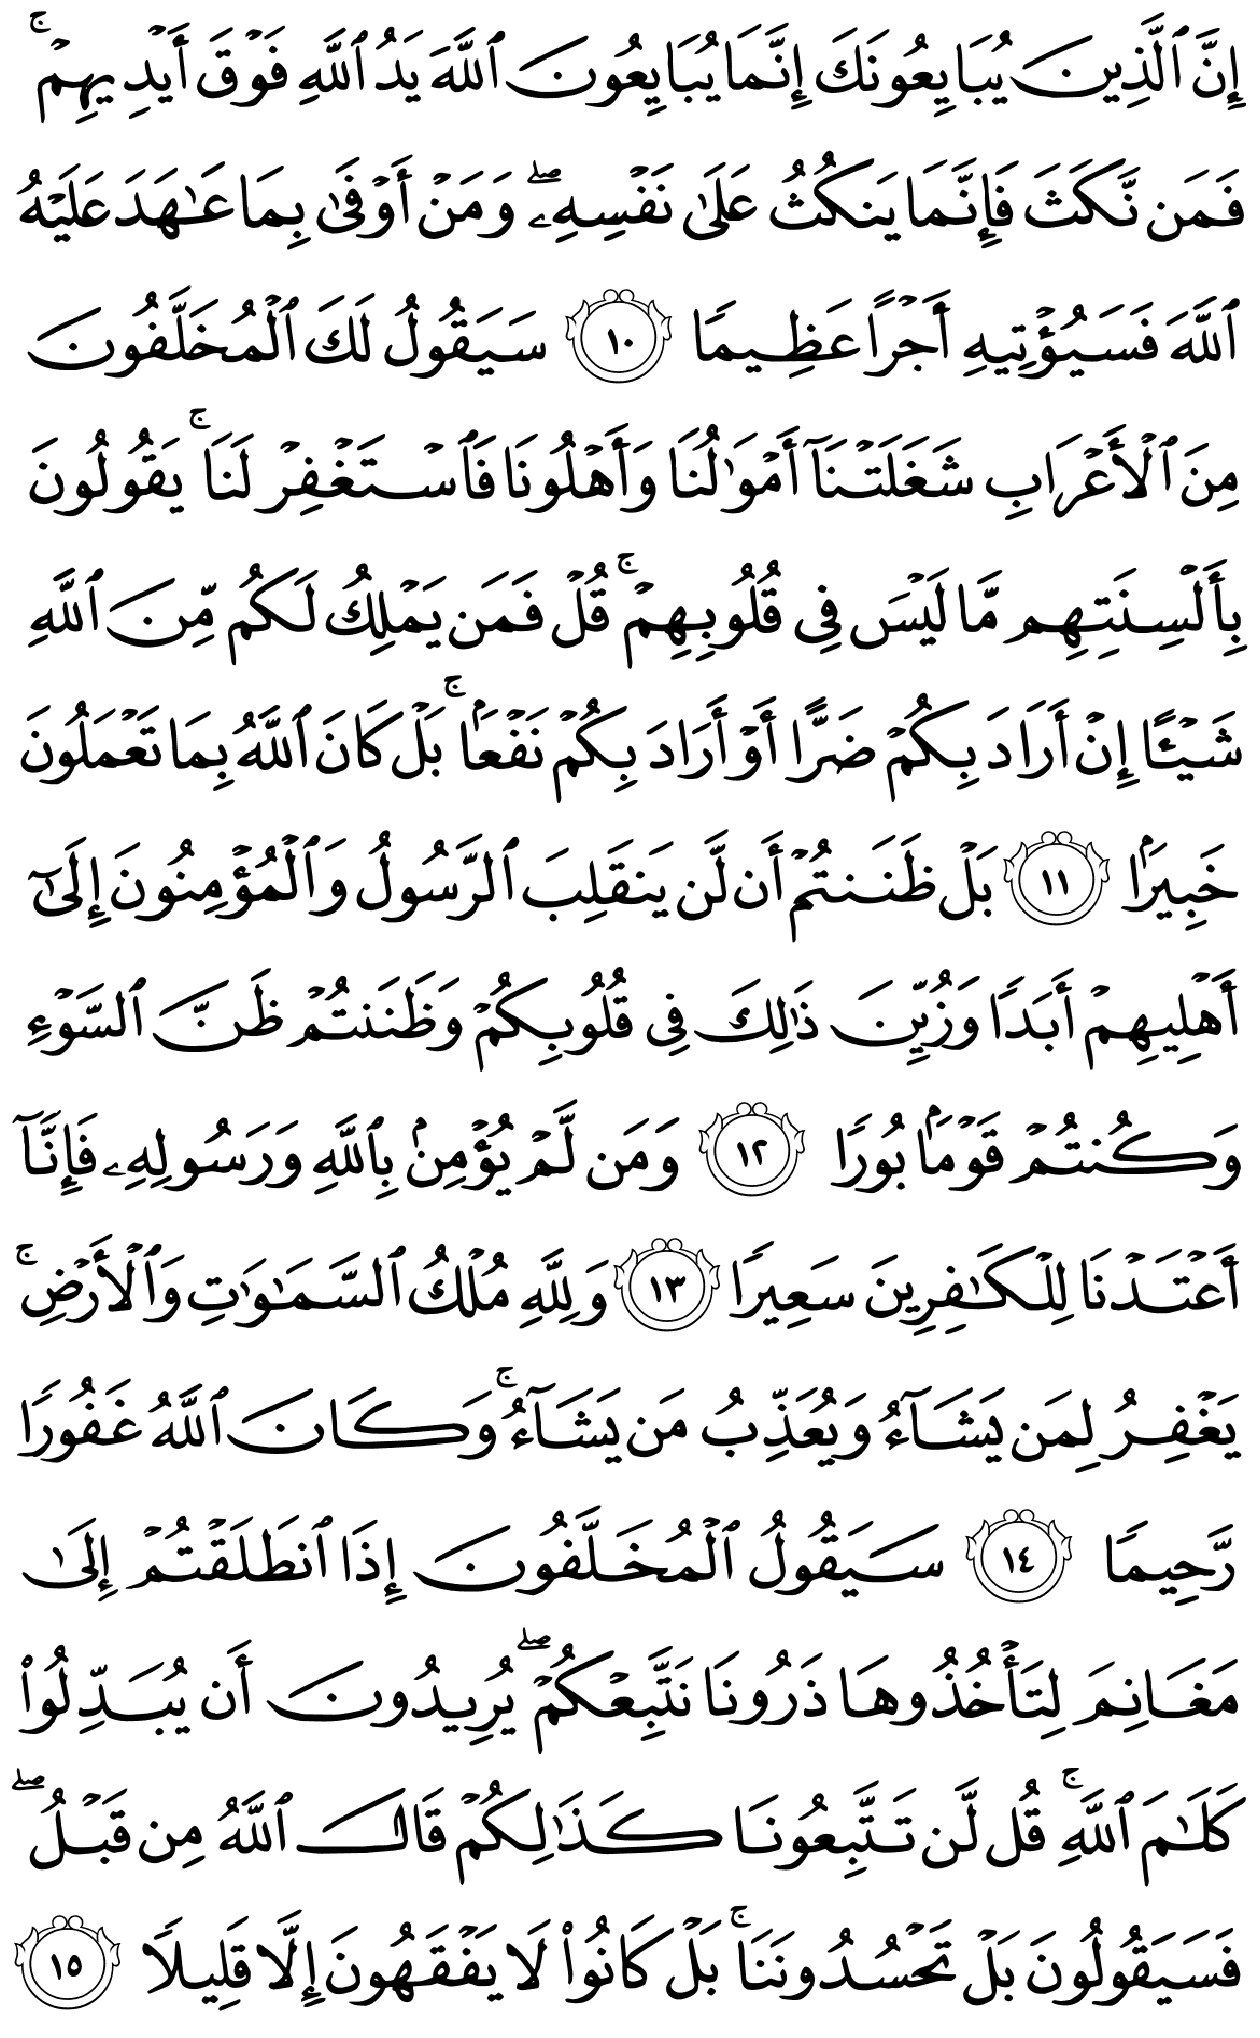 إِنَّ ٱلَّذِينَ يُبَايِعُونَكَ إِنَّمَا يُبَايِعُونَ ٱللَّهَ يَدُ ٱللَّهِ فَوْقَ أَيْدِيهِمْ ۚ
فَمَن نَّكَثَ فَإِنَّمَا يَنكُثُ عَلَىٰ نَفْسِهِۦ ۖ وَمَنْ أَوْفَىٰ بِمَا عَـٰهَدَ عَلَيْهُ
ٱللَّهَ فَسَيُؤْتِيهِ أَجْرًا عَظِيمًا ١٠ سَيَقُولُ لَكَ ٱلْمُخَلَّفُونَ
مِنَ ٱلْأَعْرَابِ شَغَلَتْنَآ أَمْوَٰلُنَا وَأَهْلُونَا فَٱسْتَغْفِرْ لَنَا ۚ يَقُولُونَ
بِأَلْسِنَتِهِم مَّا لَيْسَ فِى قُلُوبِهِمْ ۚ قُلْ فَمَن يَمْلِكُ لَكُم مِّنَ ٱللَّهِ
شَيْـًٔا إِنْ أَرَادَ بِكُمْ ضَرًّا أَوْ أَرَادَ بِكُمْ نَفْعَۢا ۚ بَلْ كَانَ ٱللَّهُ بِمَا تَعْمَلُونَ
خَبِيرَۢا ١١ بَلْ ظَنَنتُمْ أَن لَّن يَنقَلِبَ ٱلرَّسُولُ وَٱلْمُؤْمِنُونَ إِلَىٰٓ
أَهْلِيهِمْ أَبَدًا وَزُيِّنَ ذَٰلِكَ فِى قُلُوبِكُمْ وَظَنَنتُمْ ظَنَّ ٱلسَّوْءِ
وَكُنتُمْ قَوْمَۢا بُورًا ١٢ وَمَن لَّمْ يُؤْمِنۢ بِٱللَّهِ وَرَسُولِهِۦ فَإِنَّآ
أَعْتَدْنَا لِلْكَـٰفِرِينَ سَعِيرًا ١٣ وَلِلَّهِ مُلْكُ ٱلسَّمَـٰوَٰتِ وَٱلْأَرْضِ ۚ
يَغْفِرُ لِمَن يَشَآءُ وَيُعَذِّبُ مَن يَشَآءُ ۚ وَكَانَ ٱللَّهُ غَفُورًا
رَّحِيمًا ١٤ سَيَقُولُ ٱلْمُخَلَّفُونَ إِذَا ٱنطَلَقْتُمْ إِلَىٰ
مَغَانِمَ لِتَأْخُذُوهَا ذَرُونَا نَتَّبِعْكُمْ ۖ يُرِيدُونَ أَن يُبَدِّلُوا۟
كَلَـٰمَ ٱللَّهِ ۚ قُل لَّن تَتَّبِعُونَا كَذَٰلِكُمْ قَالَ ٱللَّهُ مِن قَبْلُ ۖ
فَسَيَقُولُونَ بَلْ تَحْسُدُونَنَا ۚ بَلْ كَانُوا۟ لَا يَفْقَهُونَ إِلَّا قَلِيلًا ١٥